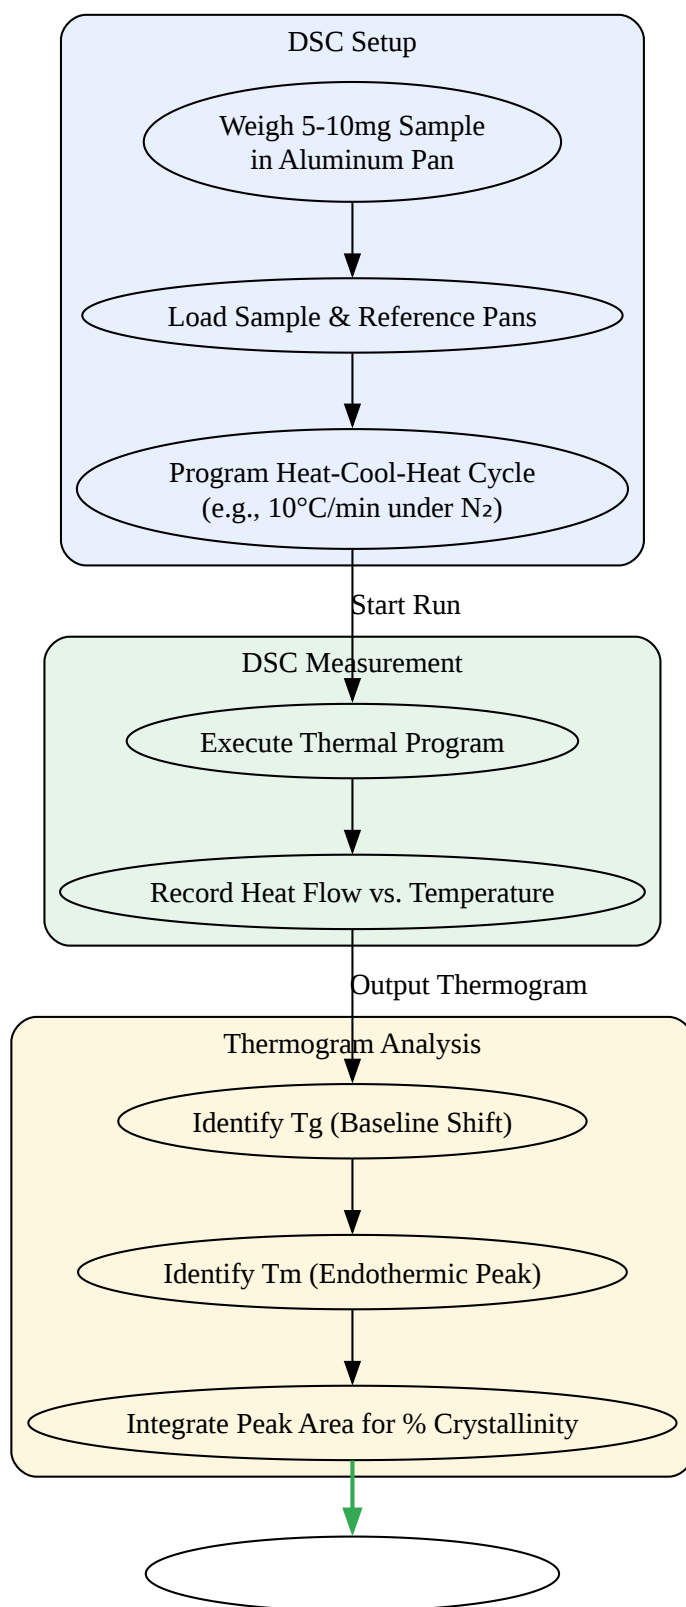 DSC Setup
Weigh 5-10mg Sample
in Aluminum Pan
Load Sample & Reference Pans
Program Heat-Cool-Heat Cycle
(e.g., 10°C/min under N₂)
Start Run
DSC Measurement
Execute Thermal Program
Record Heat Flow vs. Temperature
Output Thermogram
Thermogram Analysis
Identify Tg (Baseline Shift)
Identify Tm (Endothermic Peak)
Integrate Peak Area for % Crystallinity